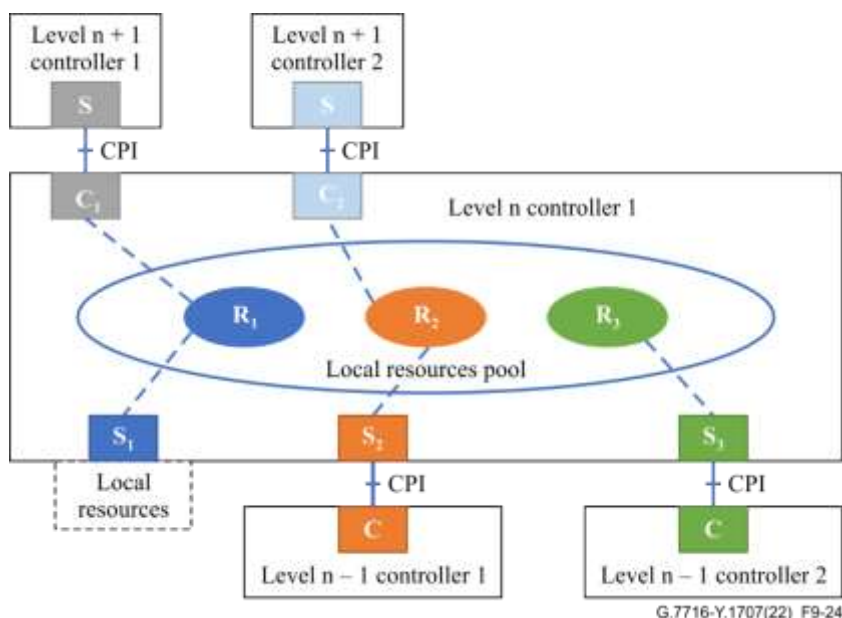 Level n + 1
controller 1
Level n + 1
controller 2
S
S
CPI
CPI
C₁
C₂
Level n controller 1
R₁
R₂
R₃
Local resources pool
S₁
S₂
S₃
Local
resources
CPI
CPI
C
C
Level n – 1 controller 1
Level n – 1 controller 2
G.7716-Y.1707(22)_F9-24